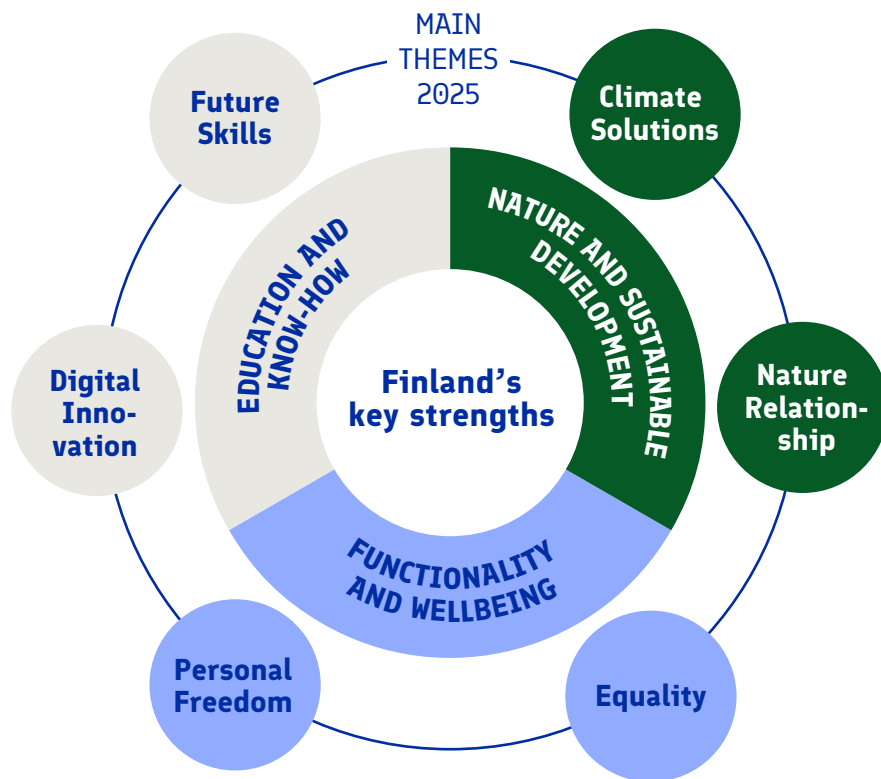 MAIN
THEMES
2025
Future
Skills
Climate
Solutions
EDUCATION AND
KNOW-HOW
NATURE AND SUSTAINABLE
DEVELOPMENT
Digital
Inno-
vation
Finland’s
key strengths
Nature
Relation-
ship
FUNCTIONALITY
AND WELLBEING
Personal
Freedom
Equality